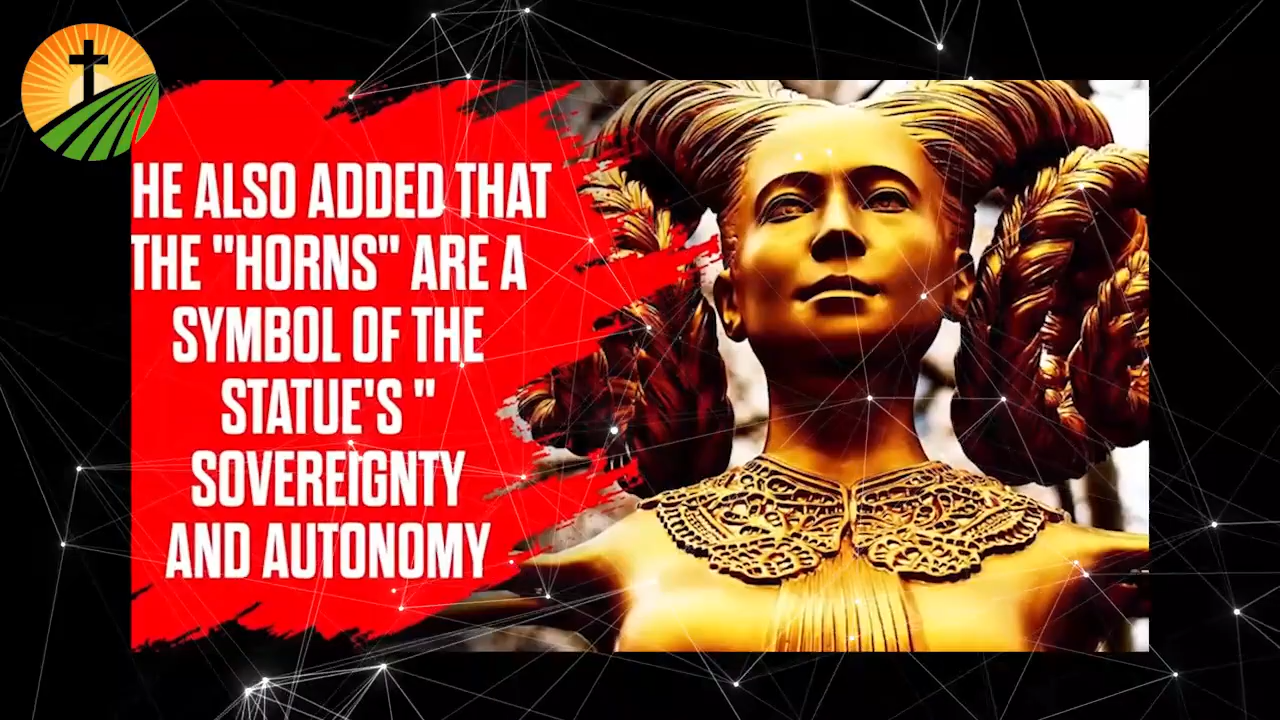 HE ALSO ADDED THAT
THE "HORNS" ARE A
SYMBOL OF THE
STATUE'S "
SOVEREIGNTY
AND AUTONOMY